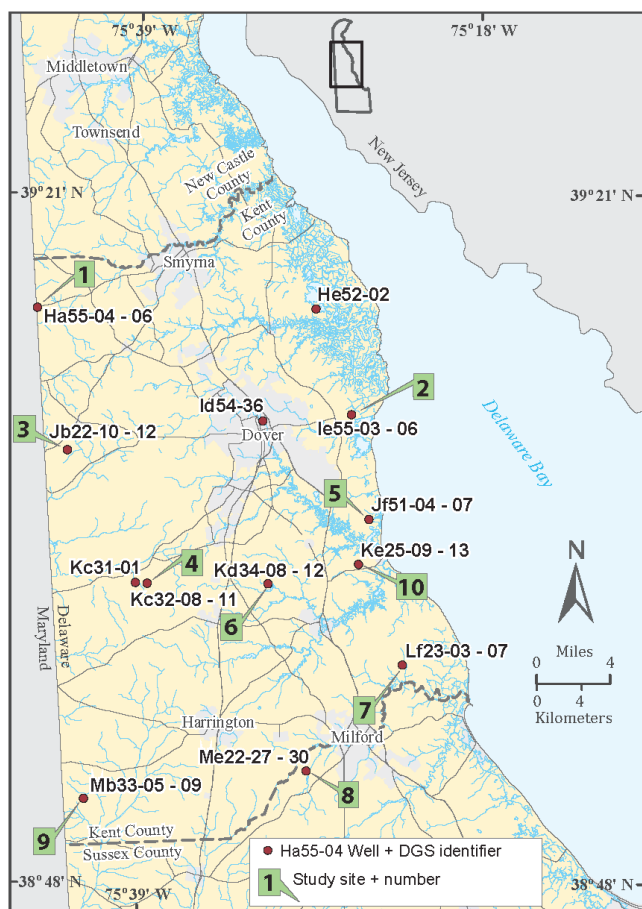 75°39' W
75°18' W
Middletown
Townsend
New Jersey
39°21' N
39°21' N
New Castle
County
Kent
County
Smyrna
1
Ha55-04 - 06
He52-02
2
Id54-36
Ie55-03 - 06
3
Jb22-10 - 12
Dover
Delaware Bay
5
Jf51-04 - 07
Ke25-09 - 13
Kc31-01
4
Kd34-08 - 12
10
Kc32-08 - 11
6
N
Maryland
Delaware
Miles
0
4
0
4
Kilometers
Lf23-03 - 07
7
Harrington
Milford
Me22-27 - 30
8
Mb33-05 - 09
9
Kent County
Sussex County
Ha55-04 Well + DGS identifier
1
Study site + number
38°48' N
75°39' W
38°48' N